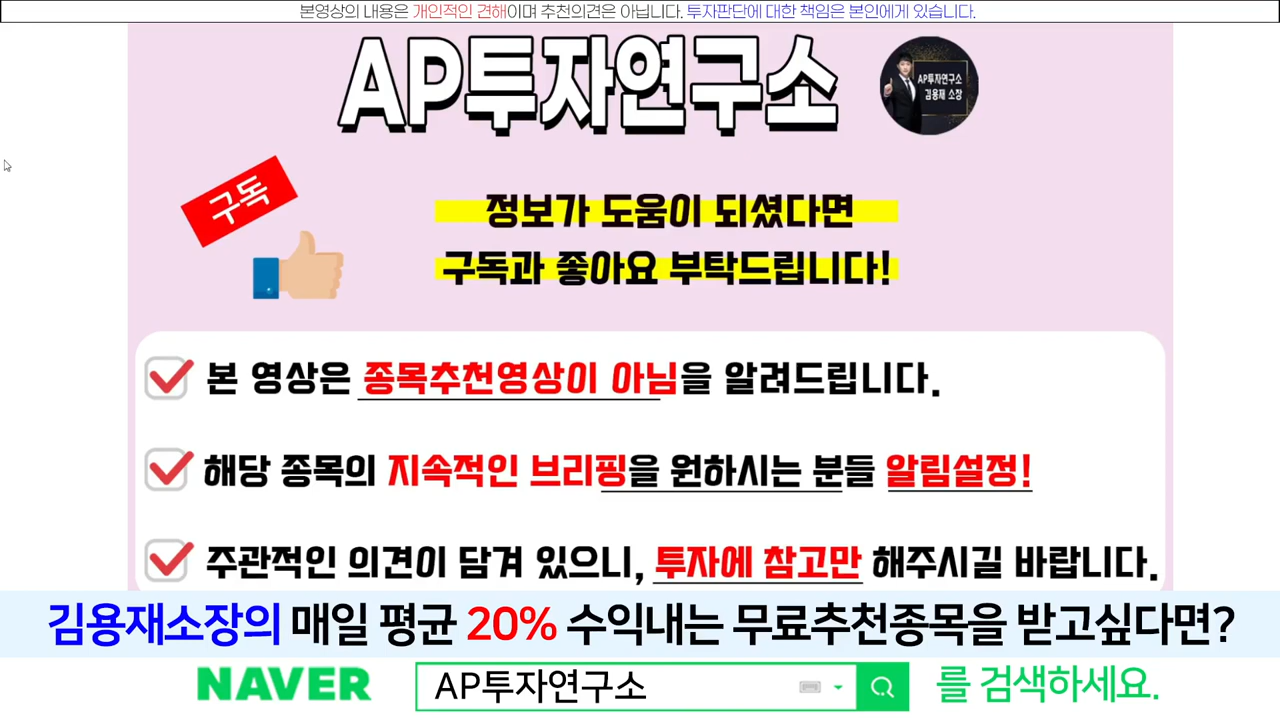 본영상의 내용은 개인적인 견해이며 추천의견은 아닙니다. 투자판단에 대한 책임은 본인에게 있습니다.
AP투자연구소
AP투자연구소
김용재 소장
구독
정보가 도움이 되셨다면
구독과 좋아요 부탁드립니다!
본 영상은 종목추천영상이 아님을 알려드립니다.
해당 종목의 지속적인 브리핑을 원하시는 분들 알림설정!
주관적인 의견이 담겨 있으니, 투자에 참고만 해주시길 바랍니다.
김용재소장의 매일 평균 20% 수익내는 무료추천종목을 받고싶다면?
NAVER AP투자연구소 를 검색하세요.